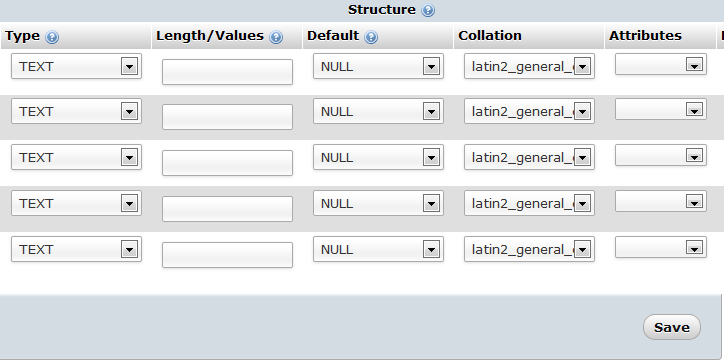 Structure
Type Length/Values Default Collation Attributes
TEXT NULL latin2_general_
TEXT NULL latin2_general_
TEXT NULL latin2_general_
TEXT NULL latin2_general_
TEXT NULL latin2_general_
Save